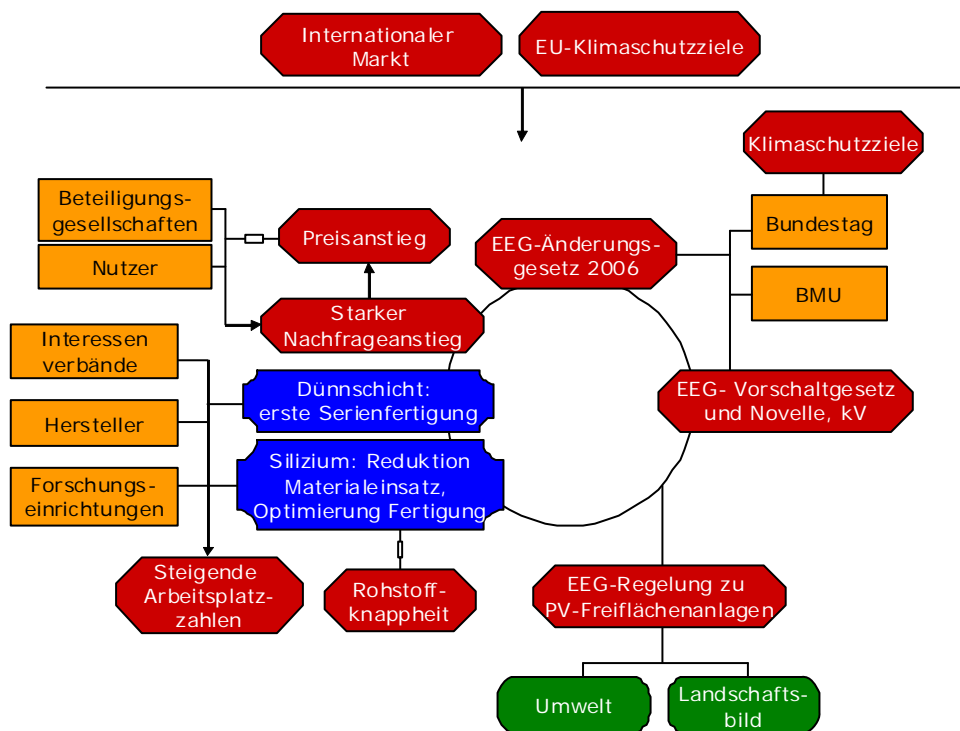 Internationaler
Markt
EU-Klimaschutzziele
Klimaschutzziele
Beteiligungs-
gesellschaften
Nutzer
Preisanstieg
EEG-Änderungs-
gesetz 2006
Bundestag
BMU
Starker
Nachfrageanstieg
Interessen
verbände
Hersteller
Forschungs-
einrichtungen
Dünnschicht:
erste Serienfertigung
EEG- Vorschaltgesetz
und Novelle, kV
Silizium: Reduktion
Materialeinsatz,
Optimierung Fertigung
Steigende
Arbeitsplatz-
zahlen
Rohstoff-
knappheit
EEG-Regelung zu
PV-Freiflächenanlagen
Umwelt
Landschafts-
bild